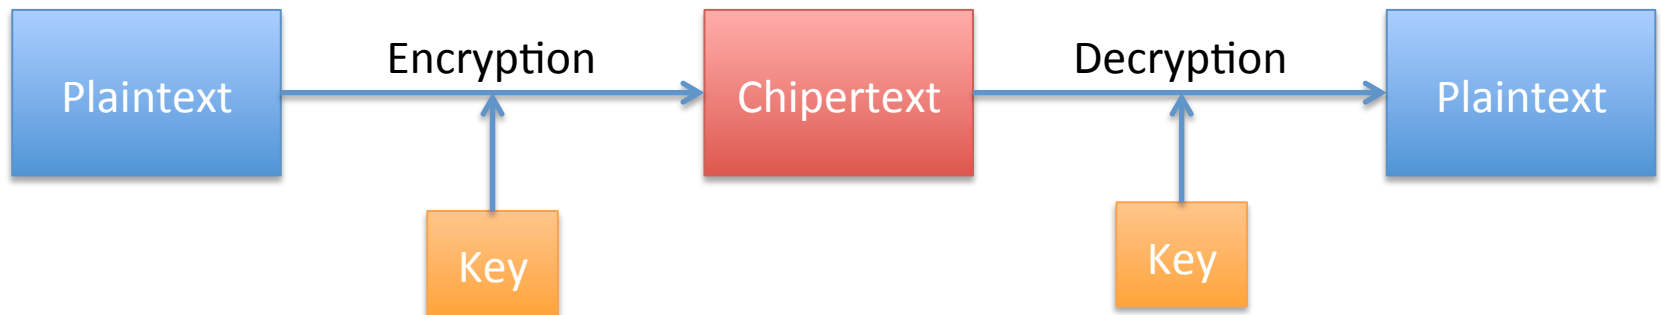 Plaintext
Encryption
Key
Chipertext
Decryption
Key
Plaintext